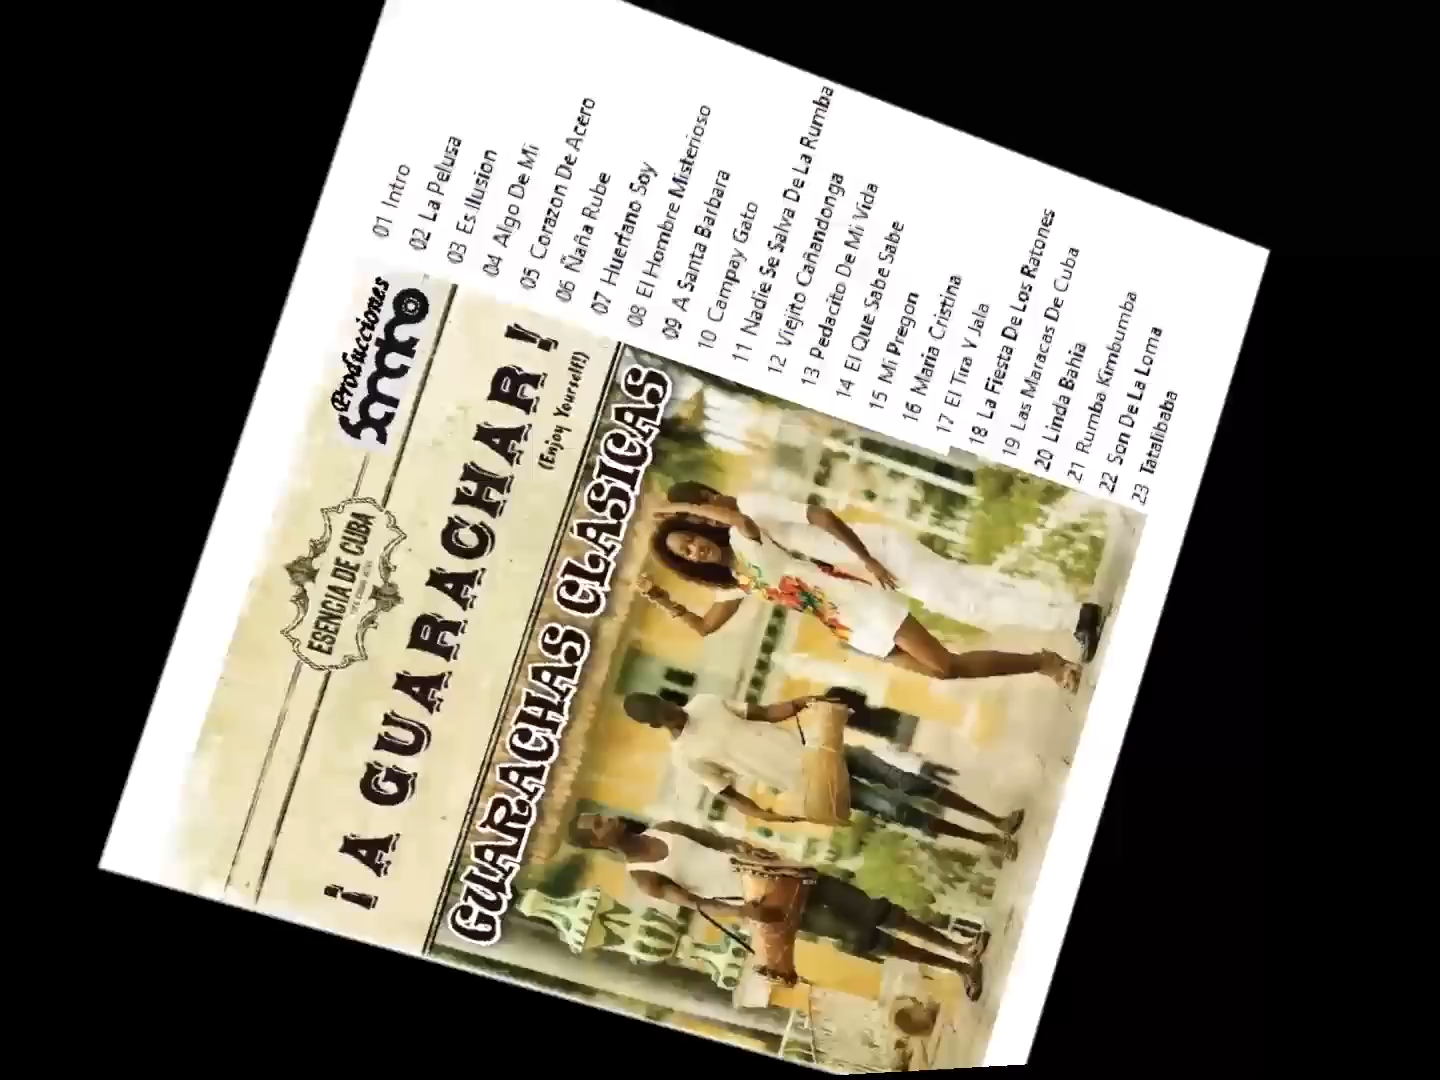 Producciones
ESENCIA DE CUBA
¡A GUARACHAR!
(Enjoy Yourself!)
GUARACHAS CLASICAS
01 Intro
02 La Pelusa
03 Es Ilusion
04 Algo De Mi
05 Corazon De Acero
06 Ñaña Rube
07 Huerfano Soy
08 El Hombre Misterioso
09 A Santa Barbara
10 Campay Gato
11 Nadie Se Salva De La Rumba
12 Viejito Cañandonga
13 Pedacito De Mi Vida
14 El Que Sabe Sabe
15 Mi Pregon
16 Maria Cristina
17 El Tira Y Jala
18 La Fiesta De Los Ratones
19 Las Maracas De Cuba
20 Linda Bahia
21 Rumba Kimbumba
22 Son De La Loma
23 Tatalibaba